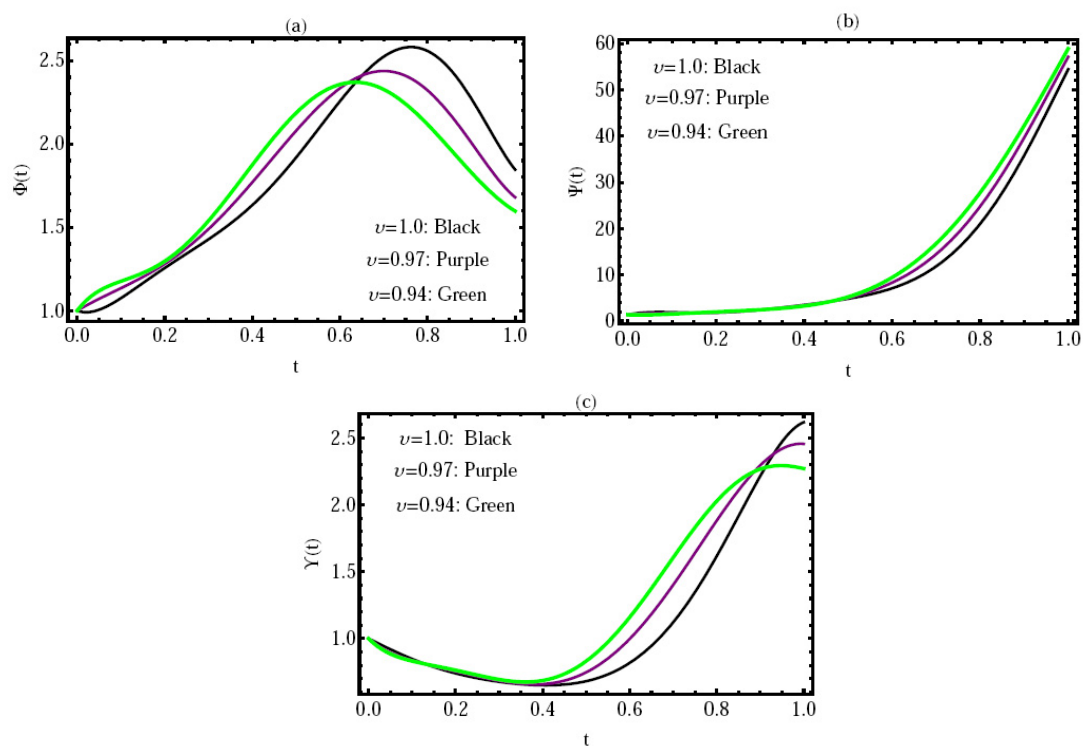 (a)
Φ(t)
2.5
2.0
1.5
1.0
υ=1.0: Black
υ=0.97: Purple
υ=0.94: Green
0.0 0.2 0.4 0.6 0.8 1.0
t
(b)
Ψ(t)
60
50
40
30
20
10
0
υ=1.0: Black
υ=0.97: Purple
υ=0.94: Green
0.0 0.2 0.4 0.6 0.8 1.0
t
(c)
Υ(t)
2.5
2.0
1.5
1.0
υ=1.0: Black
υ=0.97: Purple
υ=0.94: Green
0.0 0.2 0.4 0.6 0.8 1.0
t